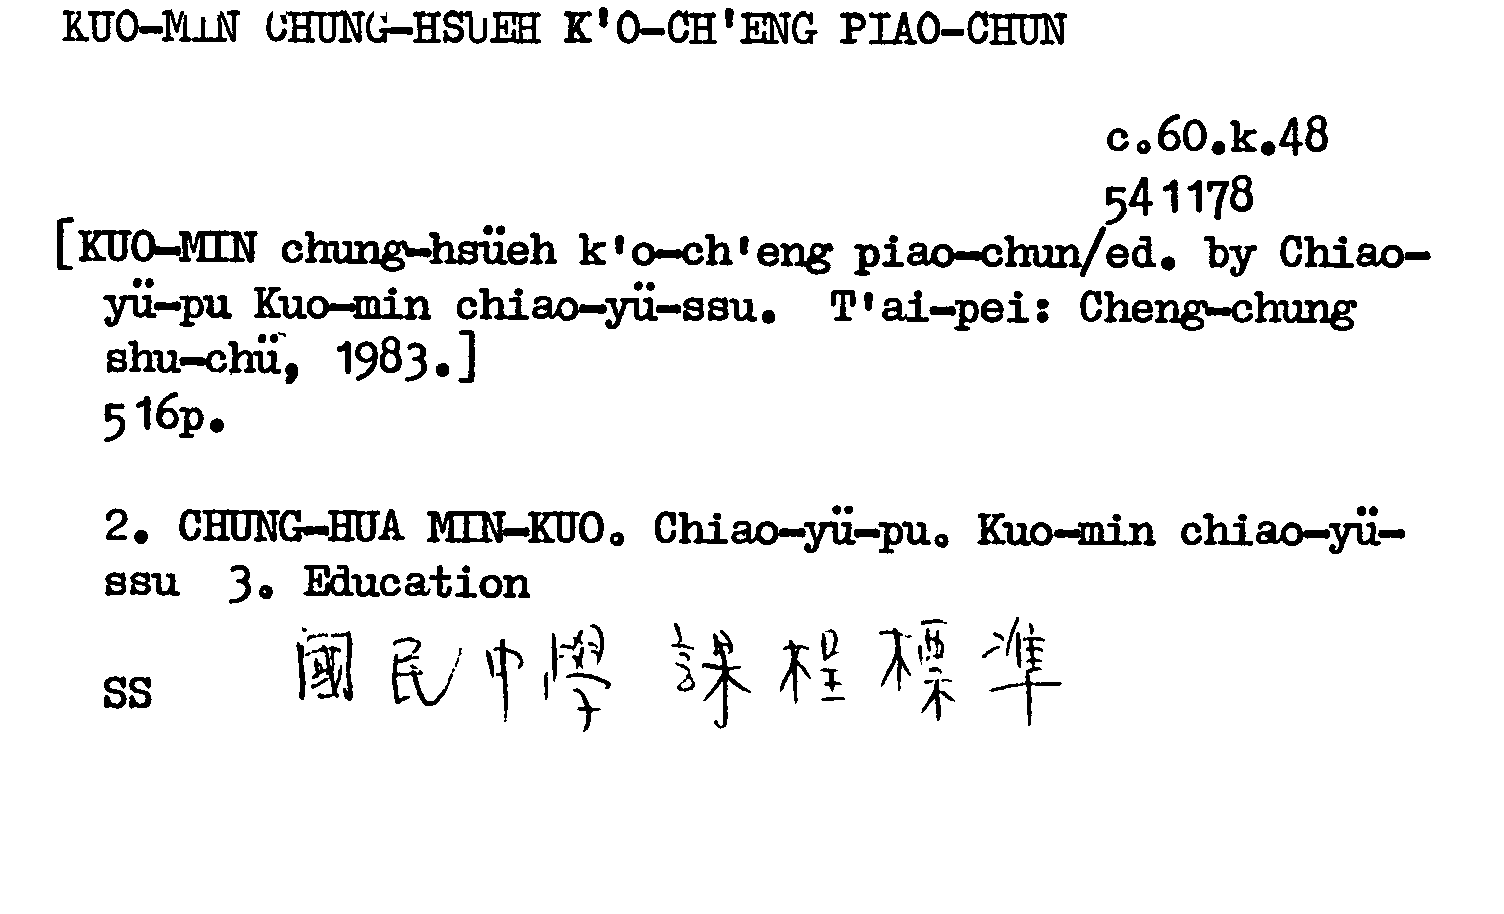 KUO-MIN CHUNG-HSUEH K'O-CH'ENG PIAO-CHUN
c.60.k.48
541178
[KUO-MIN chung-hsüeh k'o-ch'eng piao-chun/ed. by Chiao-
yü-pu Kuo-min chiao-yü-ssu. T'ai-pei: Cheng-chung
shu-chü, 1983.]
516p.
2. CHUNG-HUA MIN-KUO. Chiao-yü-pu. Kuo-min chiao-yü-
ssu 3. Education
SS 國民中學 課程標準